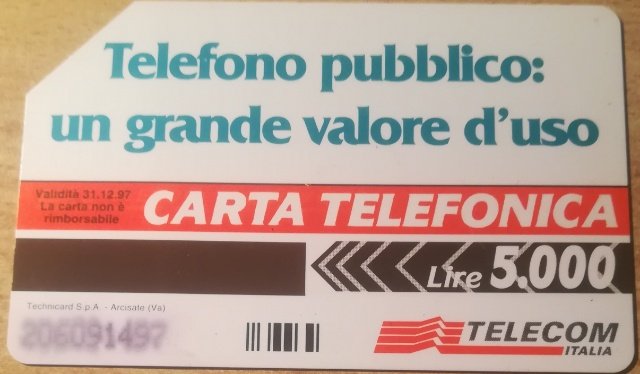 Telefono pubblico:
un grande valore d'uso
Validità 31.12.97
La carta non è
rimborsabile
CARTA TELEFONICA
Lire 5.000
Technicard S.p.A. - Arcisate (Va)
206091497
TELECOM
ITALIA